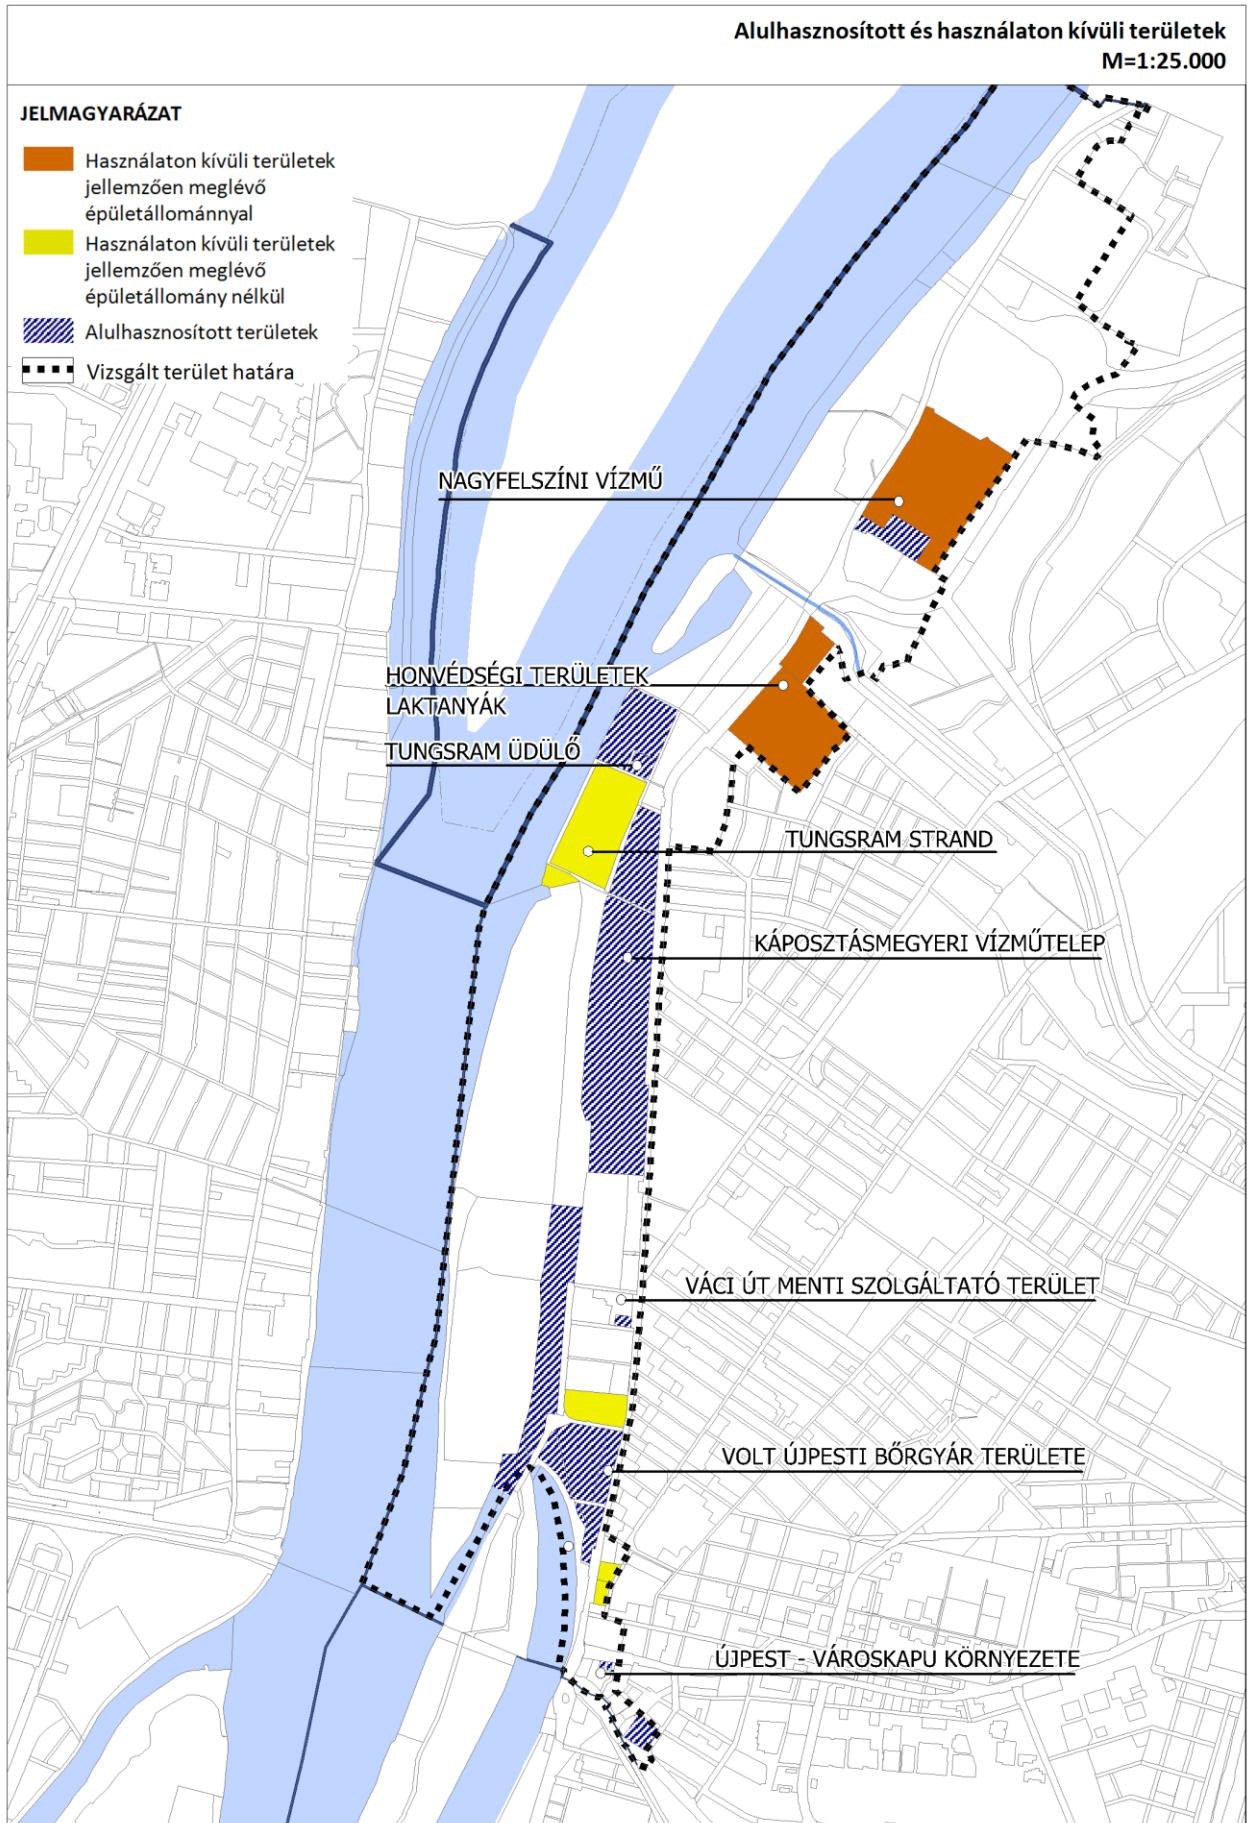 Alulhasznosított és használaton kívüli területek
M=1:25.000
JELMAGYARÁZAT
Használaton kívüli területek
jellemzően meglévő
épületállománnyal
Használaton kívüli területek
jellemzően meglévő
épületállomány nélkül
Alulhasznosított területek
Vizsgált terület határa
NAGYFELSZÍNI VÍZMŰ
HONVÉDSÉGI TERÜLETEK
LAKTANYÁK
TUNGSRAM ÜDÜLŐ
TUNGSRAM STRAND
KÁPOSZTÁSMEGYERI VÍZMŰTELEP
VÁCI ÚT MENTI SZOLGÁLTATÓ TERÜLET
VOLT ÚJPESTI BŐRGYÁR TERÜLETE
ÚJPEST - VÁROSKAPU KÖRNYEZETE